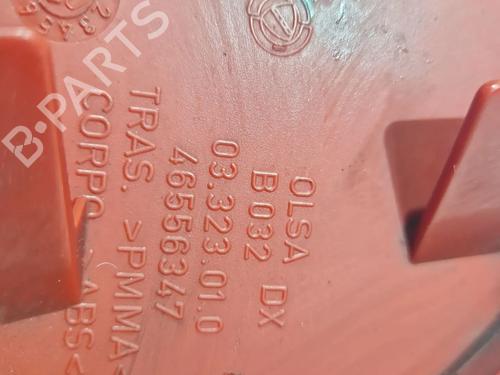 OLSA DX
B032
03.323.01.0
46556347
TRAS. >PMMA<
CORPO >ABS<
B-PARTS